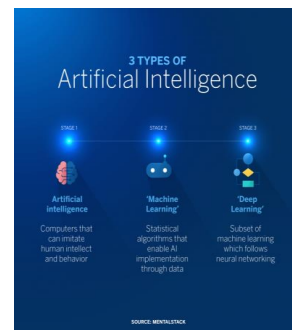 3 TYPES OF
Artificial Intelligence
STAGE 1
STAGE 2
STAGE 3
Artificial
intelligence
Computers that
can imitate
human intellect
and behavior
'Machine
Learning'
Statistical
algorithms that
enable AI
implementation
through data
'Deep
Learning'
Subset of
machine learning
which follows
neural networking
SOURCE: MENTALSTACK